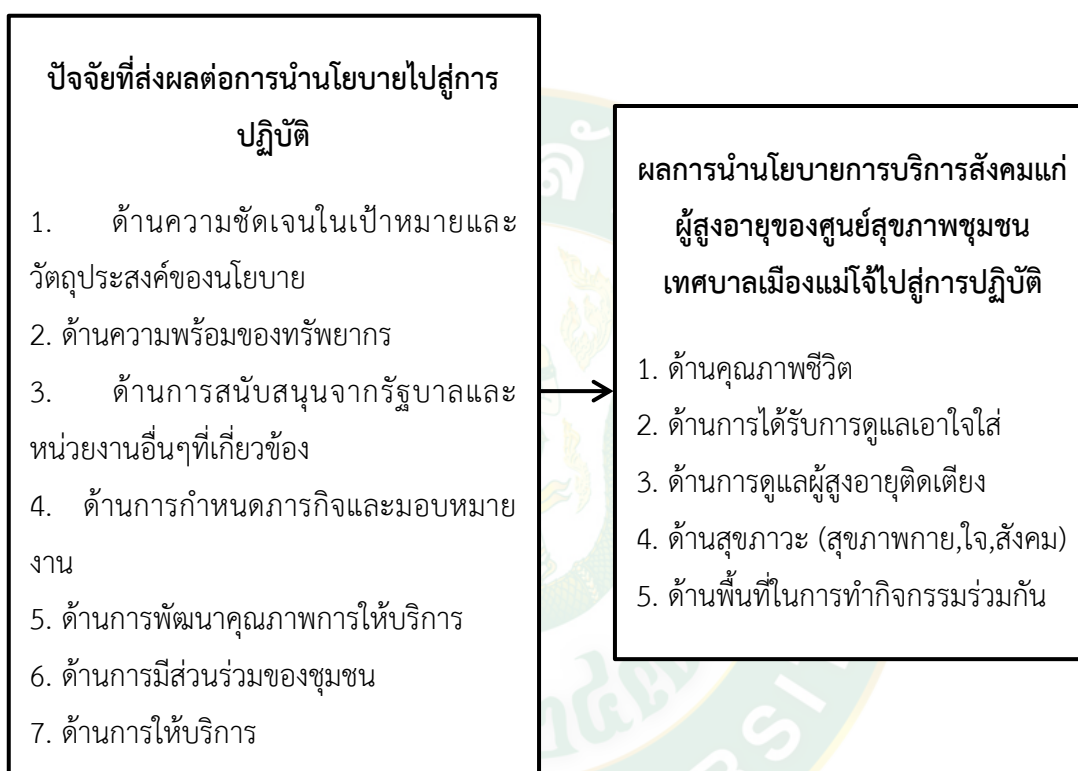 ปัจจัยที่ส่งผลต่อการนำนโยบายไปสู่การ
ปฏิบัติ
1. ด้านความชัดเจนในเป้าหมายและ
วัตถุประสงค์ของนโยบาย
2. ด้านความพร้อมของทรัพยากร
3. ด้านการสนับสนุนจากรัฐบาลและ
หน่วยงานอื่นๆที่เกี่ยวข้อง
4. ด้านการกำหนดภารกิจและมอบหมาย
งาน
5. ด้านการพัฒนาคุณภาพการให้บริการ
6. ด้านการมีส่วนร่วมของชุมชน
7. ด้านการให้บริการ
ผลการนำนโยบายการบริการสังคมแก่
ผู้สูงอายุของศูนย์สุขภาพชุมชน
เทศบาลเมืองแม่โจ้ไปสู่การปฏิบัติ
1. ด้านคุณภาพชีวิต
2. ด้านการได้รับการดูแลเอาใจใส่
3. ด้านการดูแลผู้สูงอายุติดเตียง
4. ด้านสุขภาวะ (สุขภาพกาย,ใจ,สังคม)
5. ด้านพื้นที่ในการทำกิจกรรมร่วมกัน